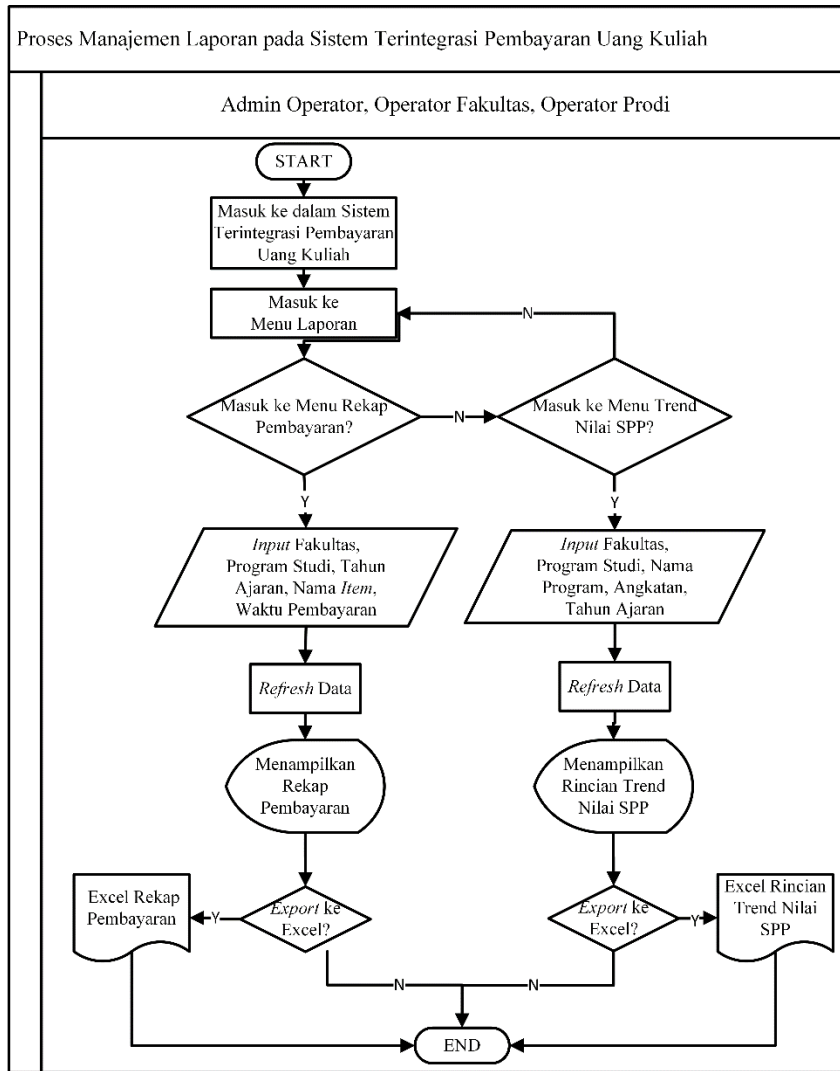 Proses Manajemen Laporan pada Sistem Terintegrasi Pembayaran Uang Kuliah
Admin Operator, Operator Fakultas, Operator Prodi
START
Masuk ke dalam Sistem
Terintegrasi Pembayaran
Uang Kuliah
Masuk ke
Menu Laporan
N
Masuk ke Menu Rekap
Pembayaran?
N
Masuk ke Menu Trend
Nilai SPP?
Y
Y
Input Fakultas,
Program Studi, Tahun
Ajaran, Nama Item,
Waktu Pembayaran
Input Fakultas,
Program Studi, Nama
Program, Angkatan,
Tahun Ajaran
Refresh Data
Refresh Data
Menampilkan
Rekap
Pembayaran
Menampilkan
Rincian Trend
Nilai SPP
Excel Rekap
Pembayaran
Y
Export ke
Excel?
Export ke
Excel?
Y
Excel Rincian
Trend Nilai
SPP
N
N
END